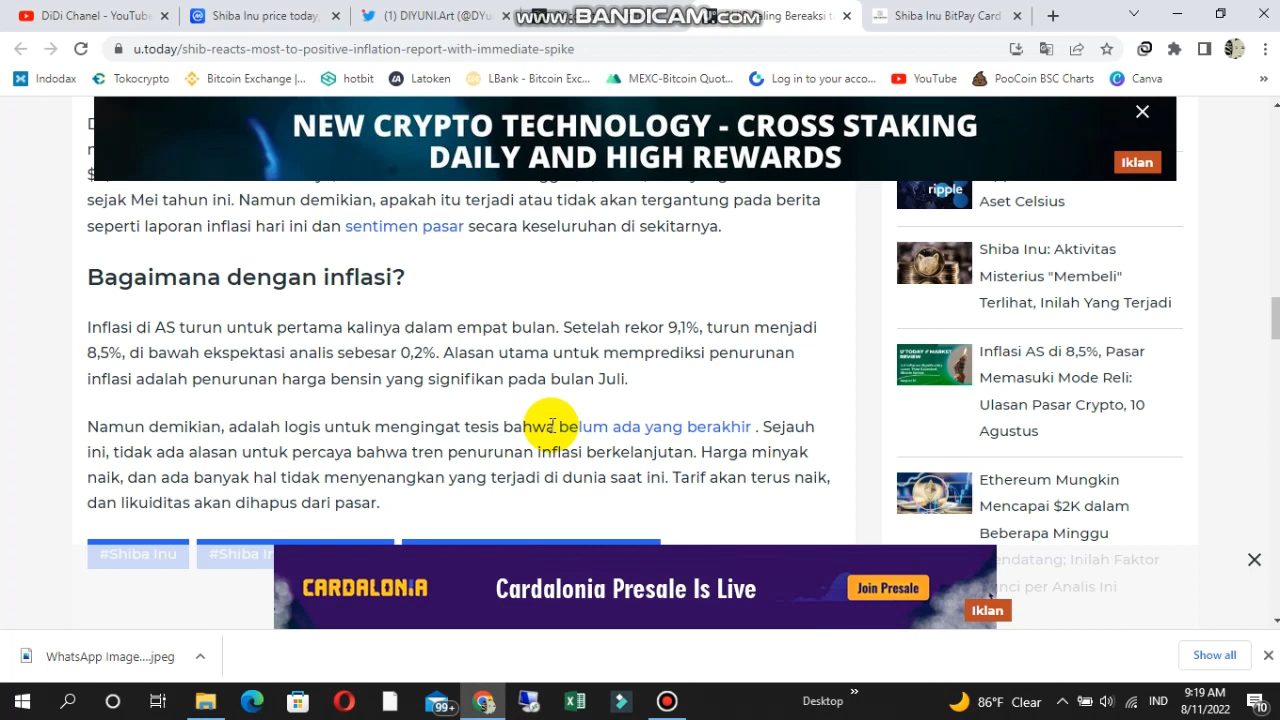 DiDi Channel - YouTube
Shiba Inu price today,
(1) DIYUNI.Art (@DYu
www.BANDICAM.com
ling Bereaksi t
Shiba Inu BitPay Card
u.today/shib-reacts-most-to-positive-inflation-report-with-immediate-spike
Indodax
Tokocrypto
Bitcoin Exchange |...
hotbit
Latoken
LBank - Bitcoin Exc...
MEXC-Bitcoin Quot...
Log in to your acco...
YouTube
PooCoin BSC Charts
Canva
»
NEW CRYPTO TECHNOLOGY - CROSS STAKING
DAILY AND HIGH REWARDS
Iklan
sejak Mei tahun ini. Namun demikian, apakah itu terjadi atau tidak akan tergantung pada berita
seperti laporan inflasi hari ini dan sentimen pasar secara keseluruhan di sekitarnya.
Bagaimana dengan inflasi?
Inflasi di AS turun untuk pertama kalinya dalam empat bulan. Setelah rekor 9,1%, turun menjadi
8,5%, di bawah ekspektasi analis sebesar 0,2%. Alasan utama untuk memprediksi penurunan
inflasi adalah penurunan harga bensin yang signifikan pada bulan Juli.
Namun demikian, adalah logis untuk mengingat tesis bahwa belum ada yang berakhir . Sejauh
ini, tidak ada alasan untuk percaya bahwa tren penurunan inflasi berkelanjutan. Harga minyak
naik, dan ada banyak hal tidak menyenangkan yang terjadi di dunia saat ini. Tarif akan terus naik,
dan likuiditas akan dihapus dari pasar.
#Shiba Inu
#Shiba In
ripple
Aset Celsius
Shiba Inu: Aktivitas
Misterius "Membeli"
Terlihat, Inilah Yang Terjadi
U°TODAY MARKET
REVIEW
Inflasi AS di 8,5%, Pasar
Memasuki Mode Reli:
Ulasan Pasar Crypto, 10
Agustus
Ethereum Mungkin
Mencapai $2K dalam
Beberapa Minggu
Mendatang; Inilah Faktor
Kunci per Analis Ini
CARDALONIA
Cardalonia Presale Is Live
Join Presale
Iklan
WhatsApp Image....jpeg
Show all
99+
Desktop
»
86°F Clear
IND
9:19 AM
8/11/2022
10